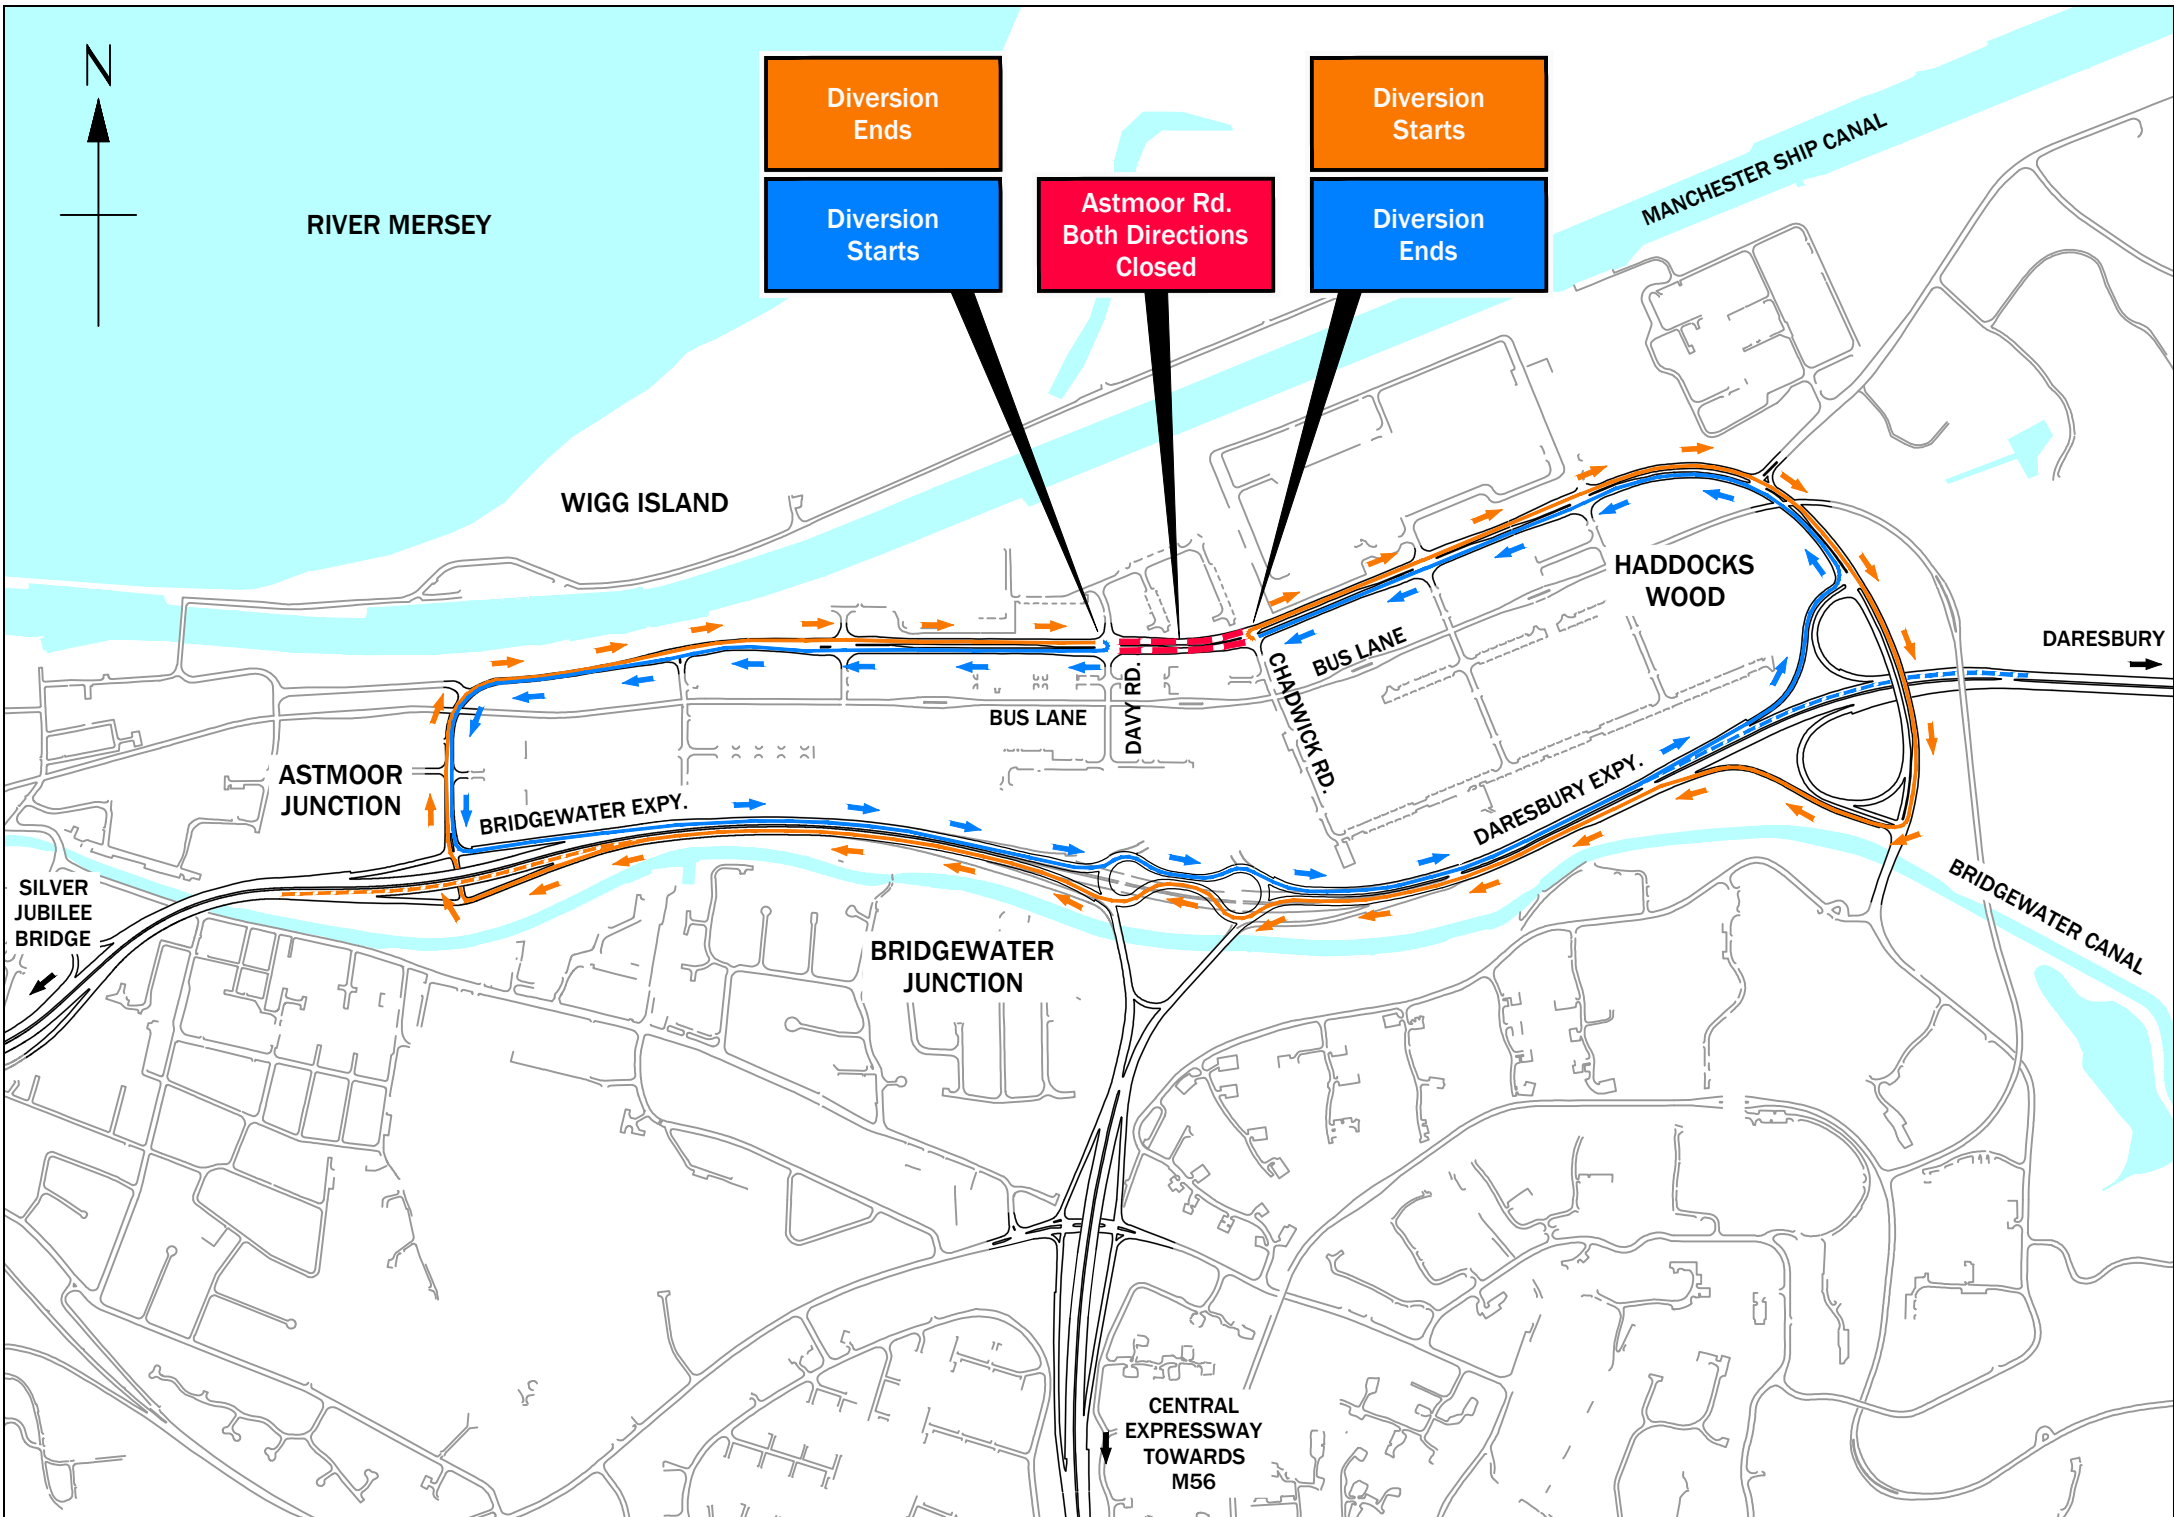 N
Diversion
Ends
Diversion
Starts
Diversion
Starts
Astmoor Rd.
Both Directions
Closed
Diversion
Ends
MANCHESTER SHIP CANAL
RIVER MERSEY
WIGG ISLAND
HADDOCKS
WOOD
DARESBURY
BUS LANE
BUS LANE
DAVY RD.
CHADWICK RD.
ASTMOOR
JUNCTION
BRIDGEWATER EXPY.
DARESBURY EXPY.
SILVER
JUBILEE
BRIDGE
BRIDGEWATER
JUNCTION
BRIDGEWATER CANAL
CENTRAL
EXPRESSWAY
TOWARDS
M56